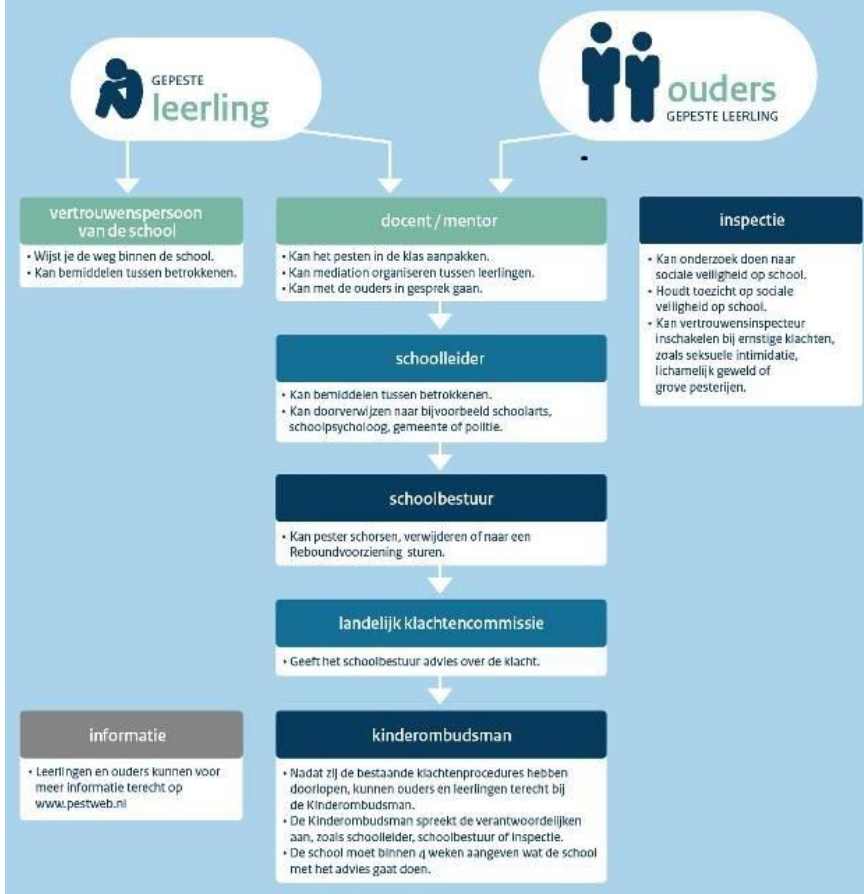 GEPESTE
leerling
ouders
GEPESTE LEERLING
vertrouwenspersoon
van de school
• Wijst je de weg binnen de school.
• Kan bemiddelen tussen betrokkenen.
docent / mentor
• Kan het pesten in de klas aanpakken.
• Kan mediation organiseren tussen leerlingen.
• Kan met de ouders in gesprek gaan.
inspectie
• Kan onderzoek doen naar
sociale veiligheid op school.
• Houdt toezicht op sociale
veiligheid op school.
• Kan vertrouwensinspecteur
inschakelen bij ernstige klachten,
zoals seksuele intimidatie,
lichamelijk geweld of
grove pesterijen.
schoolleider
• Kan bemiddelen tussen betrokkenen.
• Kan doorverwijzen naar bijvoorbeeld schoolarts,
schoolpsycholoog, gemeente of politie.
schoolbestuur
• Kan pester schorsen, verwijderen of naar een
Reboundvoorziening sturen.
landelijk klachtencommissie
• Geeft het schoolbestuur advies over de klacht.
informatie
• Leerlingen en ouders kunnen voor
meer informatie terecht op
www.pestweb.nl
kinderombudsman
• Nadat zij de bestaande klachtenprocedures hebben
doorlopen, kunnen ouders en leerlingen terecht bij
de Kinderombudsman.
• De Kinderombudsman spreekt de verantwoordelijken
aan, zoals schoolleider, schoolbestuur of inspectie.
• De school moet binnen 4 weken aangeven wat de school
met het advies gaat doen.